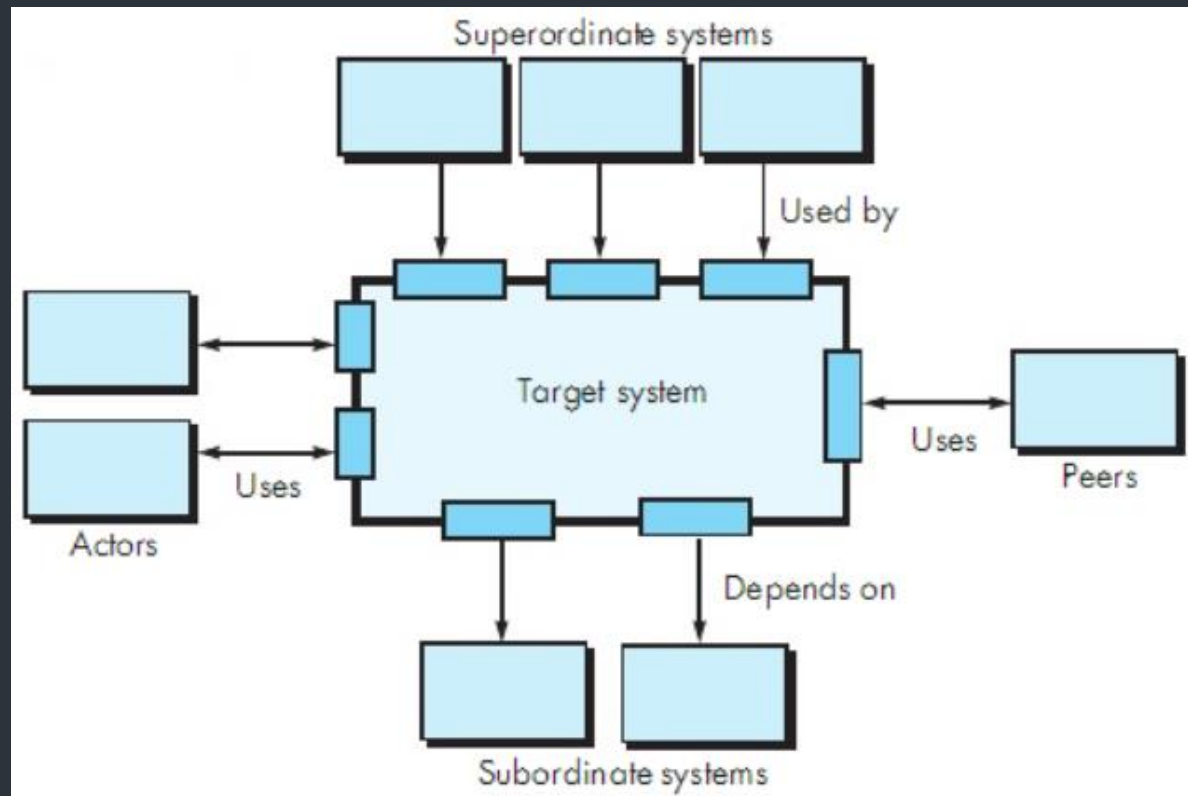 Superordinate systems
Used by
Target system
Uses
Uses
Peers
Actors
Depends on
Subordinate systems